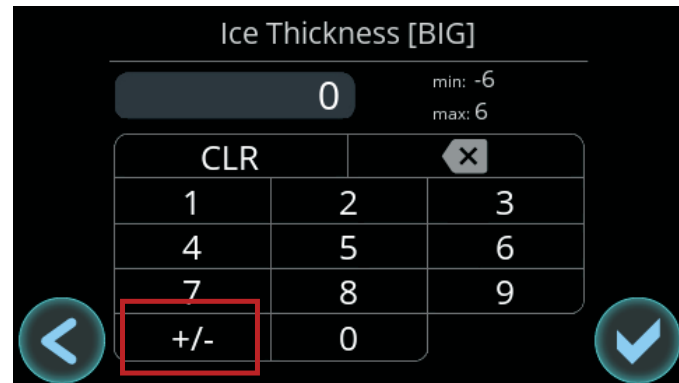 Ice Thickness [BIG]
0 min: -6
max: 6
CLR
1 2 3
4 5 6
7 8 9
+/- 0